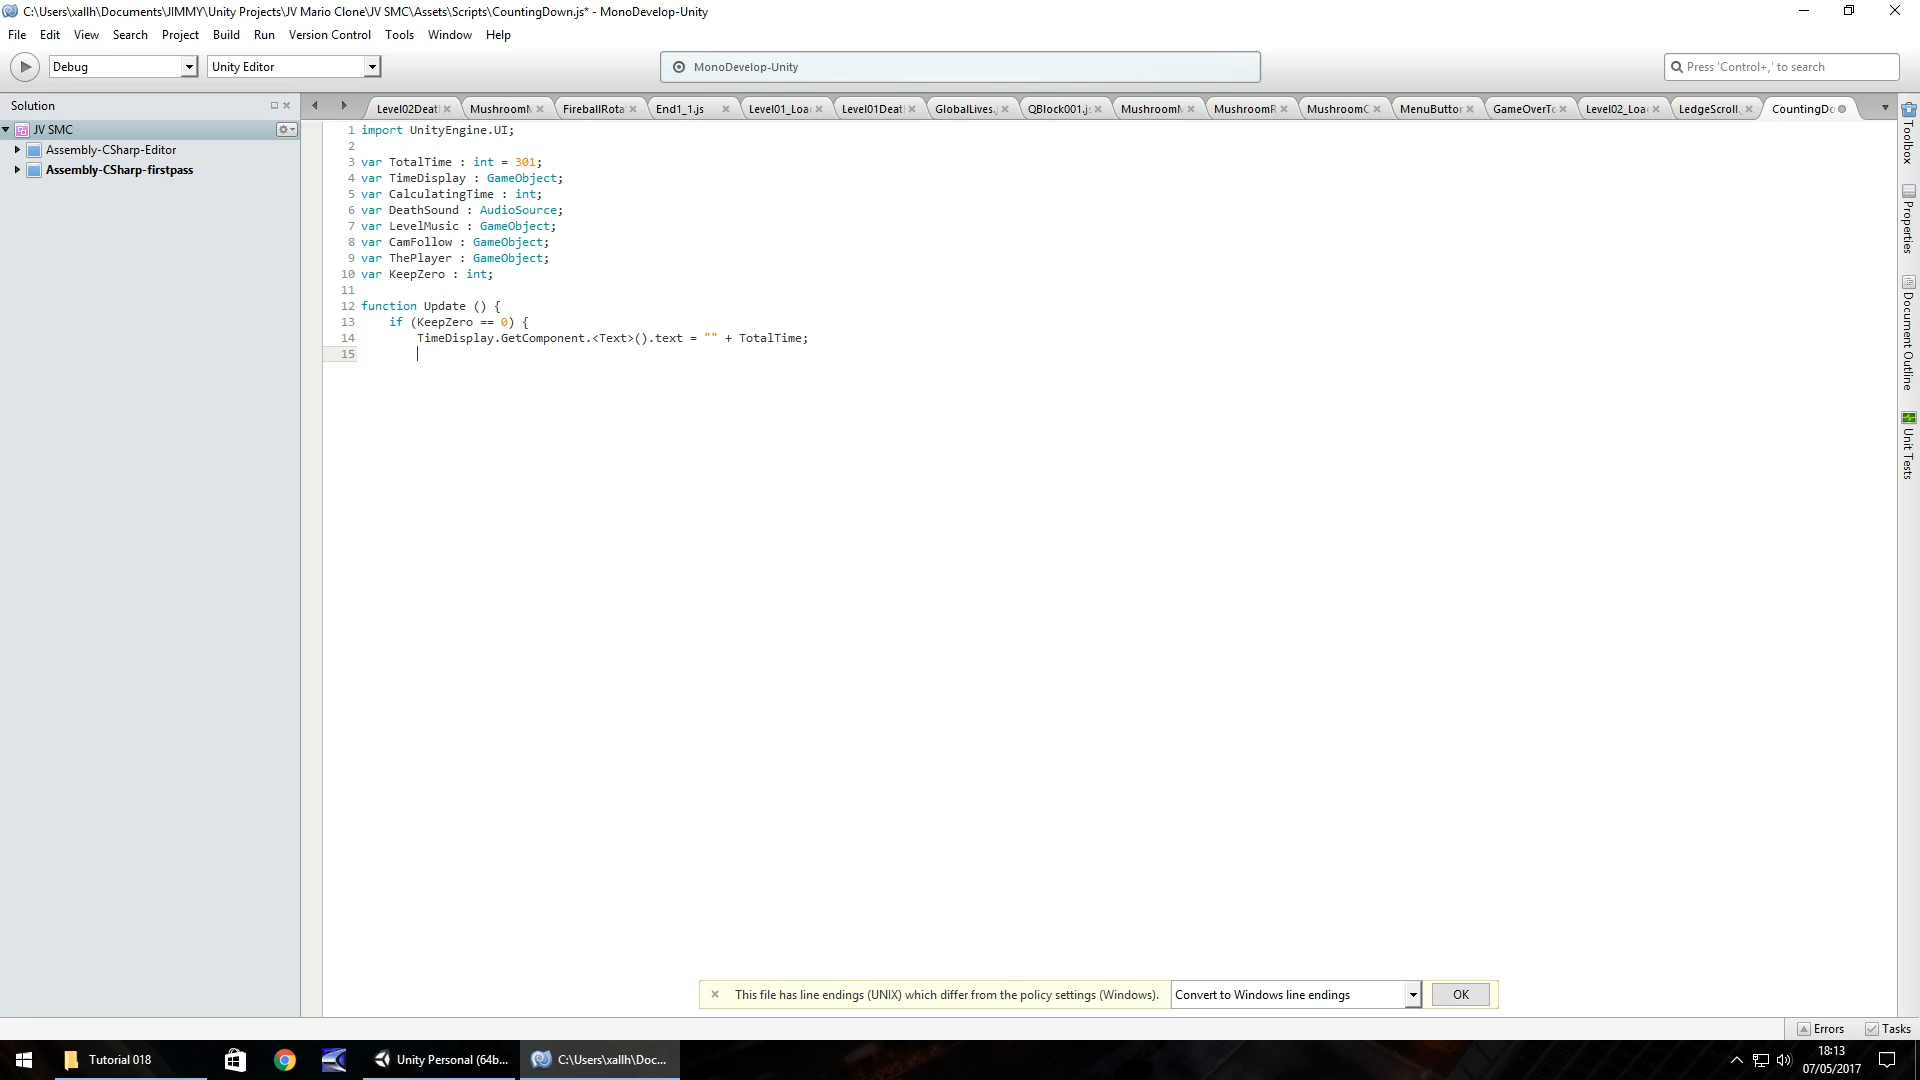 C:\Users\xallh\Documents\JIMMY\Unity Projects\JV Mario Clone\JV SMC\Assets\Scripts\CountingDown.js* - MonoDevelop-Unity
File Edit View Search Project Build Run Version Control Tools Window Help
Debug Unity Editor MonoDevelop-Unity Press 'Control+,' to search
Solution
Level02Deat MushroomM FireballRota End1_1.js Level01_Loa Level01Deat GlobalLives.j QBlock001.js MushroomM MushroomR MushroomC MenuButtor GameOverTo Level02_Loa LedgeScroll. CountingDo
JV SMC
Assembly-CSharp-Editor
Assembly-CSharp-firstpass
1 import UnityEngine.UI;
2
3 var TotalTime : int = 301;
4 var TimeDisplay : GameObject;
5 var CalculatingTime : int;
6 var DeathSound : AudioSource;
7 var LevelMusic : GameObject;
8 var CamFollow : GameObject;
9 var ThePlayer : GameObject;
10 var KeepZero : int;
11
12 function Update () {
13 if (KeepZero == 0) {
14 TimeDisplay.GetComponent.<Text>().text = "" + TotalTime;
15
Toolbox
Properties
Document Outline
Unit Tests
This file has line endings (UNIX) which differ from the policy settings (Windows). Convert to Windows line endings OK
Errors Tasks
Tutorial 018 Unity Personal (64b... C:\Users\xallh\Doc...
18:13
07/05/2017